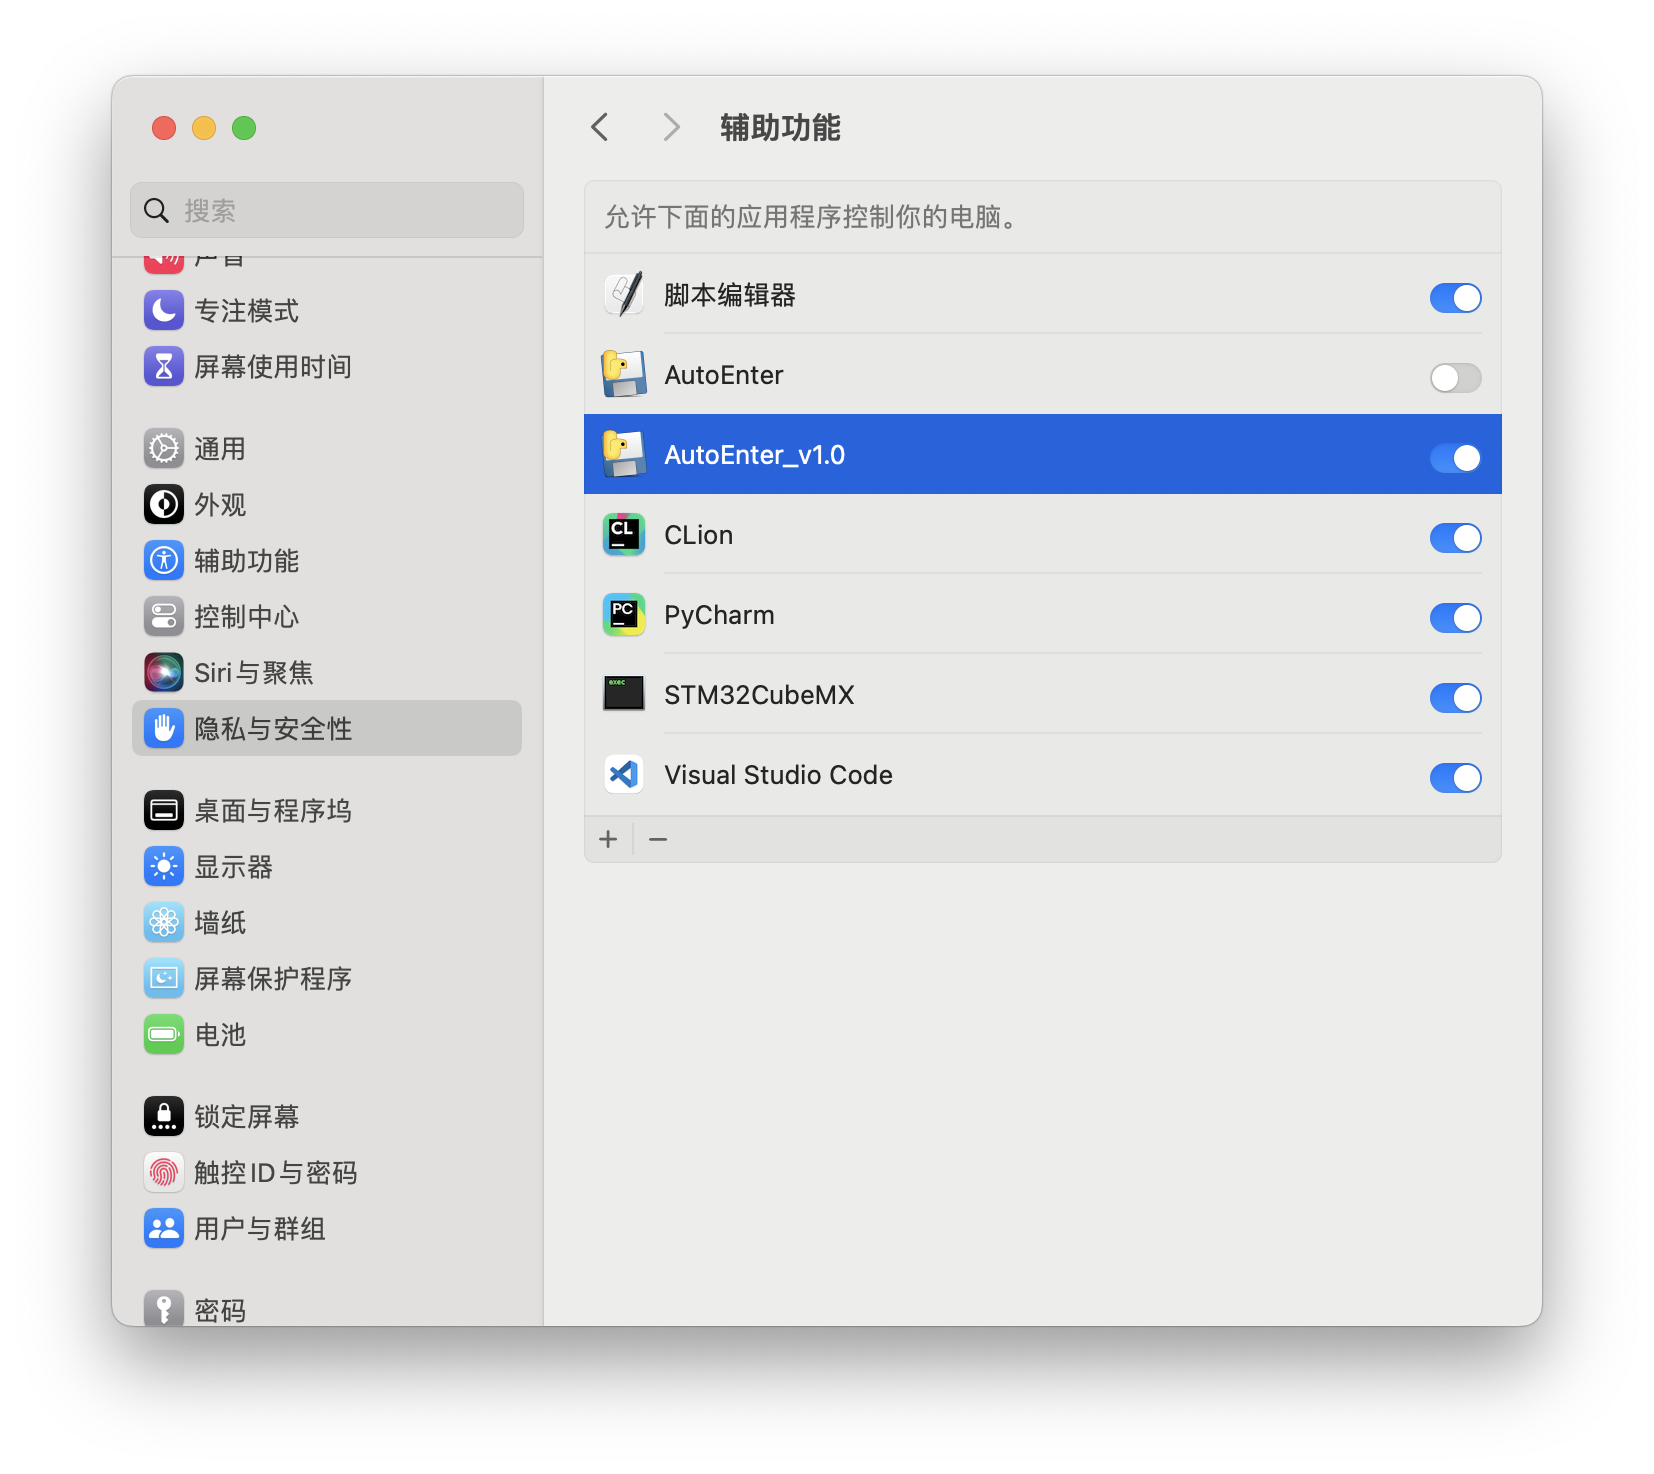 搜索
声音
专注模式
屏幕使用时间
通用
外观
辅助功能
控制中心
Siri与聚焦
隐私与安全性
桌面与程序坞
显示器
墙纸
屏幕保护程序
电池
锁定屏幕
触控ID与密码
用户与群组
密码
辅助功能
允许下面的应用程序控制你的电脑。
脚本编辑器
AutoEnter
AutoEnter_v1.0
CL
CLion
PC
PyCharm
exec
STM32CubeMX
Visual Studio Code